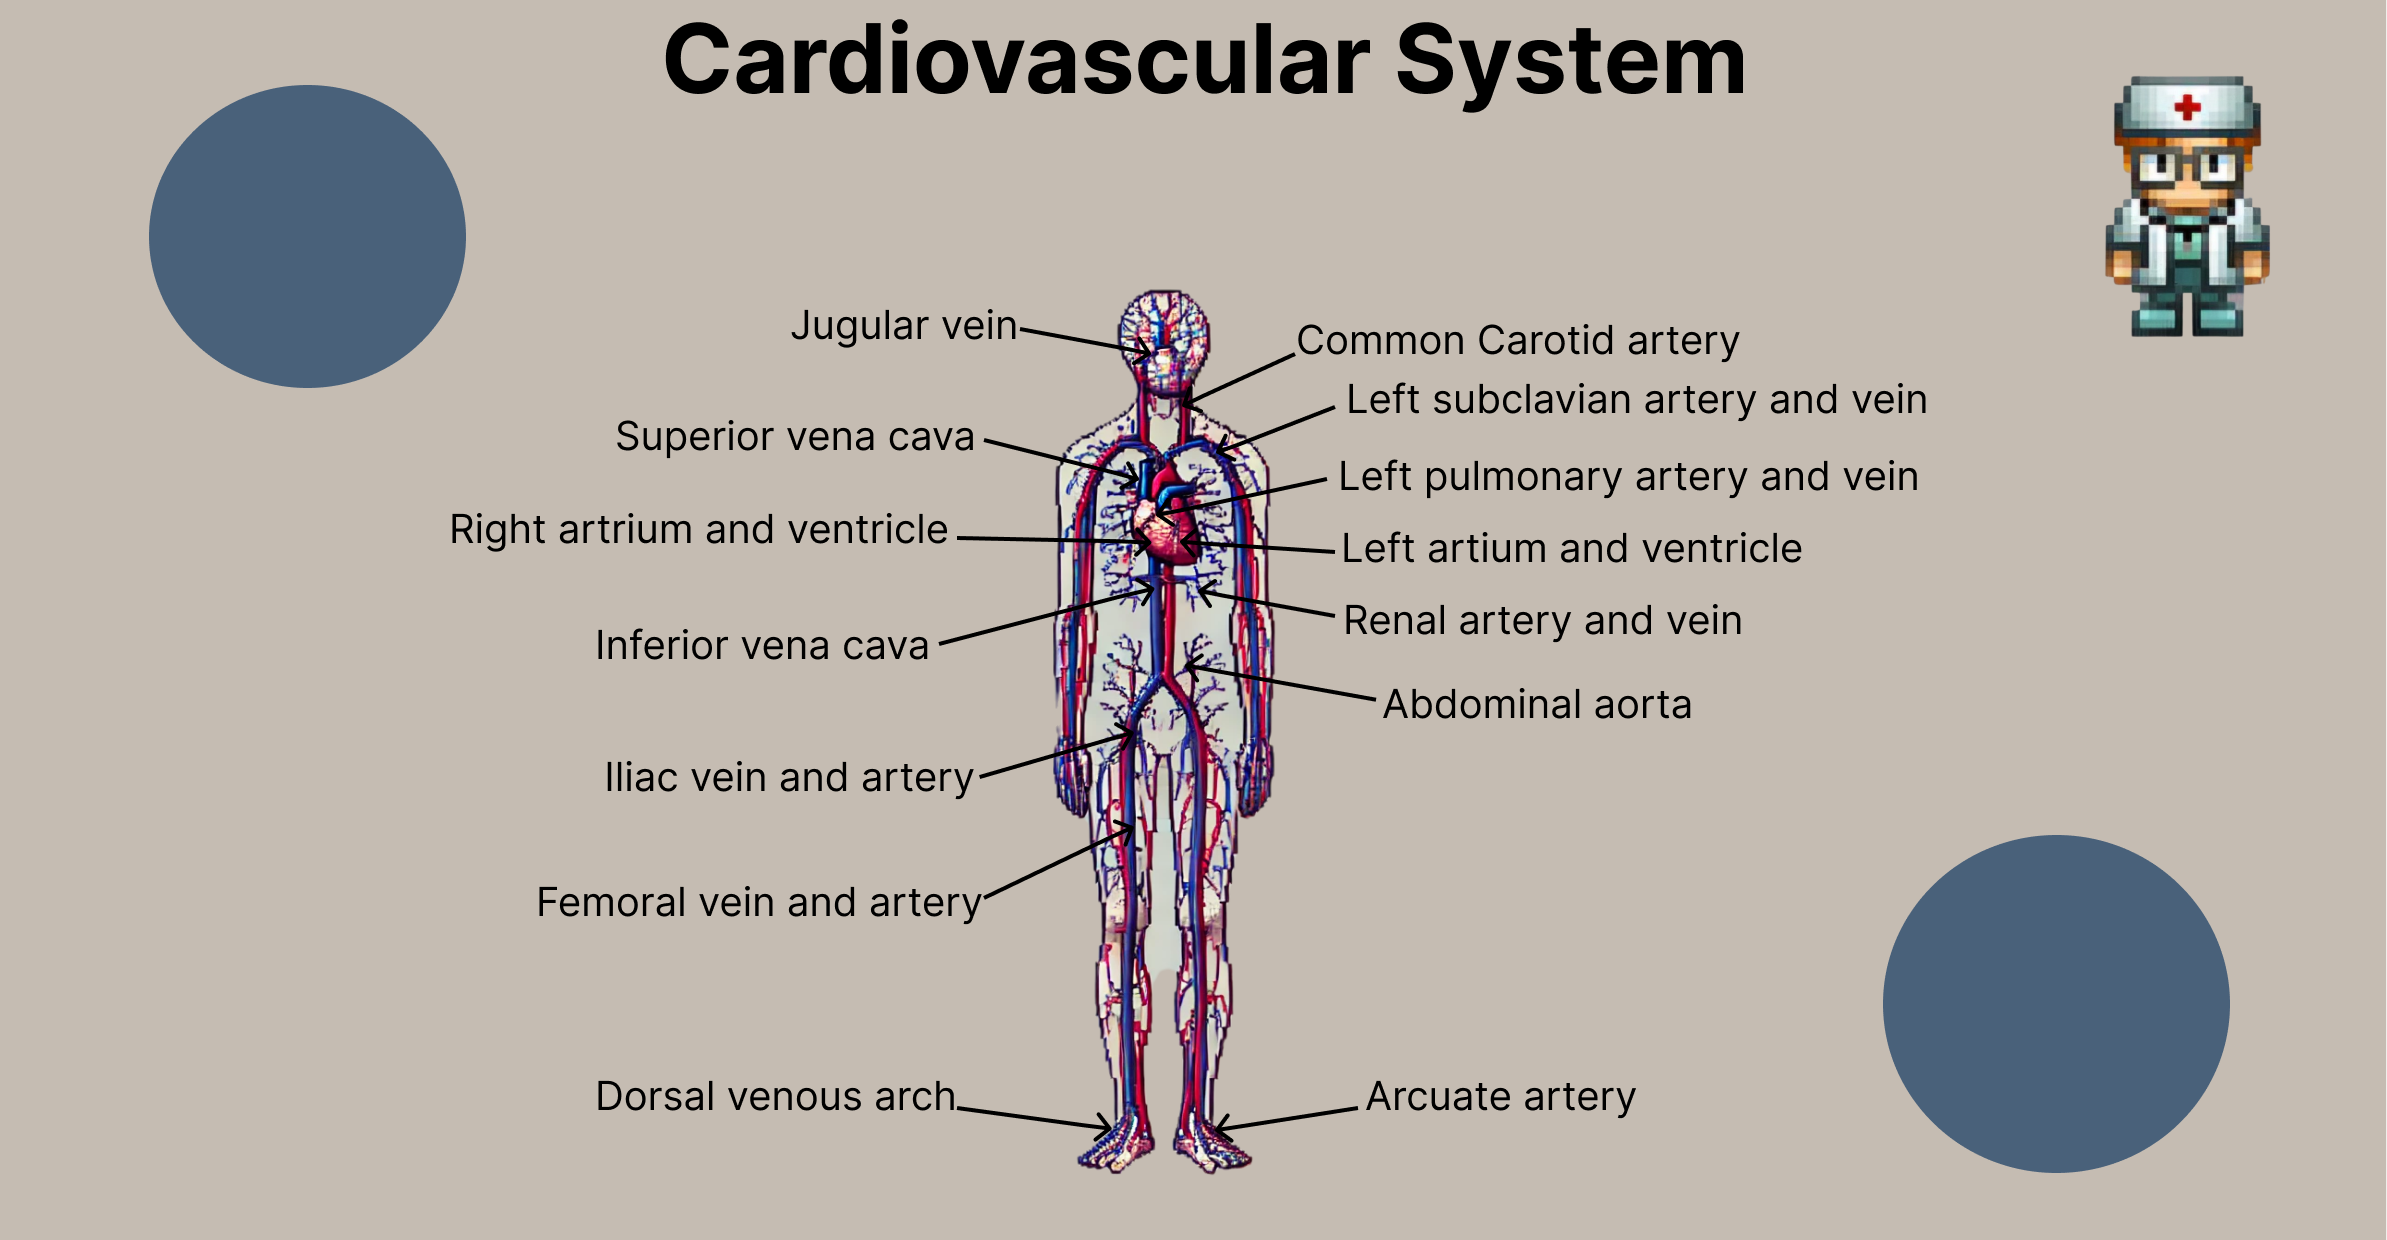 Cardiovascular System
Jugular vein
Common Carotid artery
Left subclavian artery and vein
Superior vena cava
Left pulmonary artery and vein
Right artrium and ventricle
Left artium and ventricle
Renal artery and vein
Inferior vena cava
Abdominal aorta
Iliac vein and artery
Femoral vein and artery
Dorsal venous arch
Arcuate artery